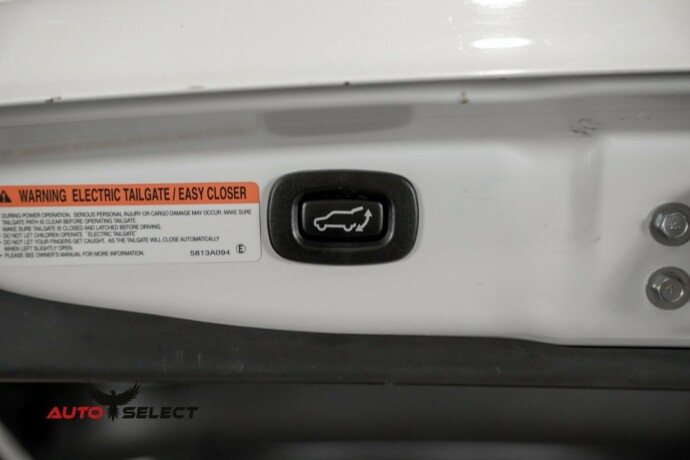 WARNING ELECTRIC TAILGATE / EASY CLOSER
DURING POWER OPERATION, SERIOUS PERSONAL INJURY OR CARGO DAMAGE MAY OCCUR. MAKE SURE
TAILGATE PATH IS CLEAR BEFORE OPERATING TAILGATE.
MAKE SURE TAILGATE IS CLOSED AND LATCHED BEFORE DRIVING.
• DO NOT LET CHILDREN OPERATE "ELECTRIC TAILGATE"
• DO NOT LET YOUR FINGERS GET CAUGHT, AS THE TAILGATE WILL CLOSE AUTOMATICALLY
WHEN LEFT SLIGHTLY OPEN.
• PLEASE SEE OWNER'S MANUAL FOR MORE INFORMATION. 5813A094 E
AUTO SELECT